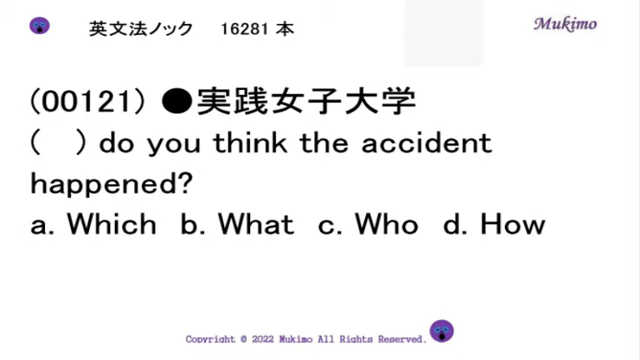 英文法ノック 16281 本
Mukimo
(00121) ●実践女子大学
( ) do you think the accident
happened?
a. Which b. What c. Who d. How
Copyright © 2022 Mukimo All Rights Reserved.